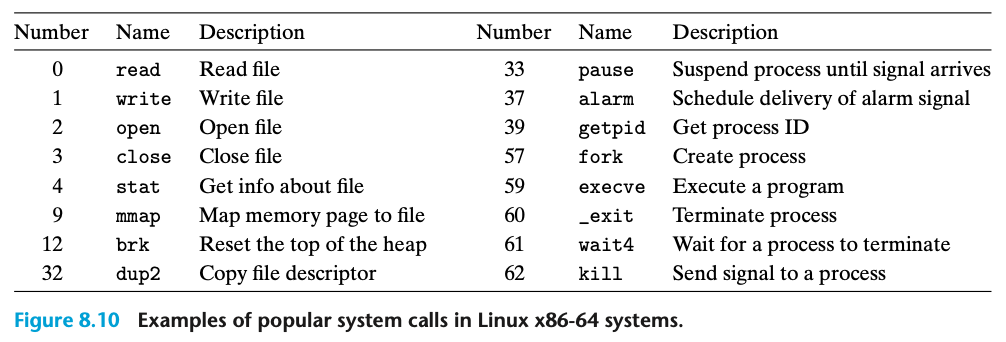 Number Name Description Number Name Description
0 read Read file 33 pause Suspend process until signal arrives
1 write Write file 37 alarm Schedule delivery of alarm signal
2 open Open file 39 getpid Get process ID
3 close Close file 57 fork Create process
4 stat Get info about file 59 execve Execute a program
9 mmap Map memory page to file 60 _exit Terminate process
12 brk Reset the top of the heap 61 wait4 Wait for a process to terminate
32 dup2 Copy file descriptor 62 kill Send signal to a process
Figure 8.10 Examples of popular system calls in Linux x86-64 systems.